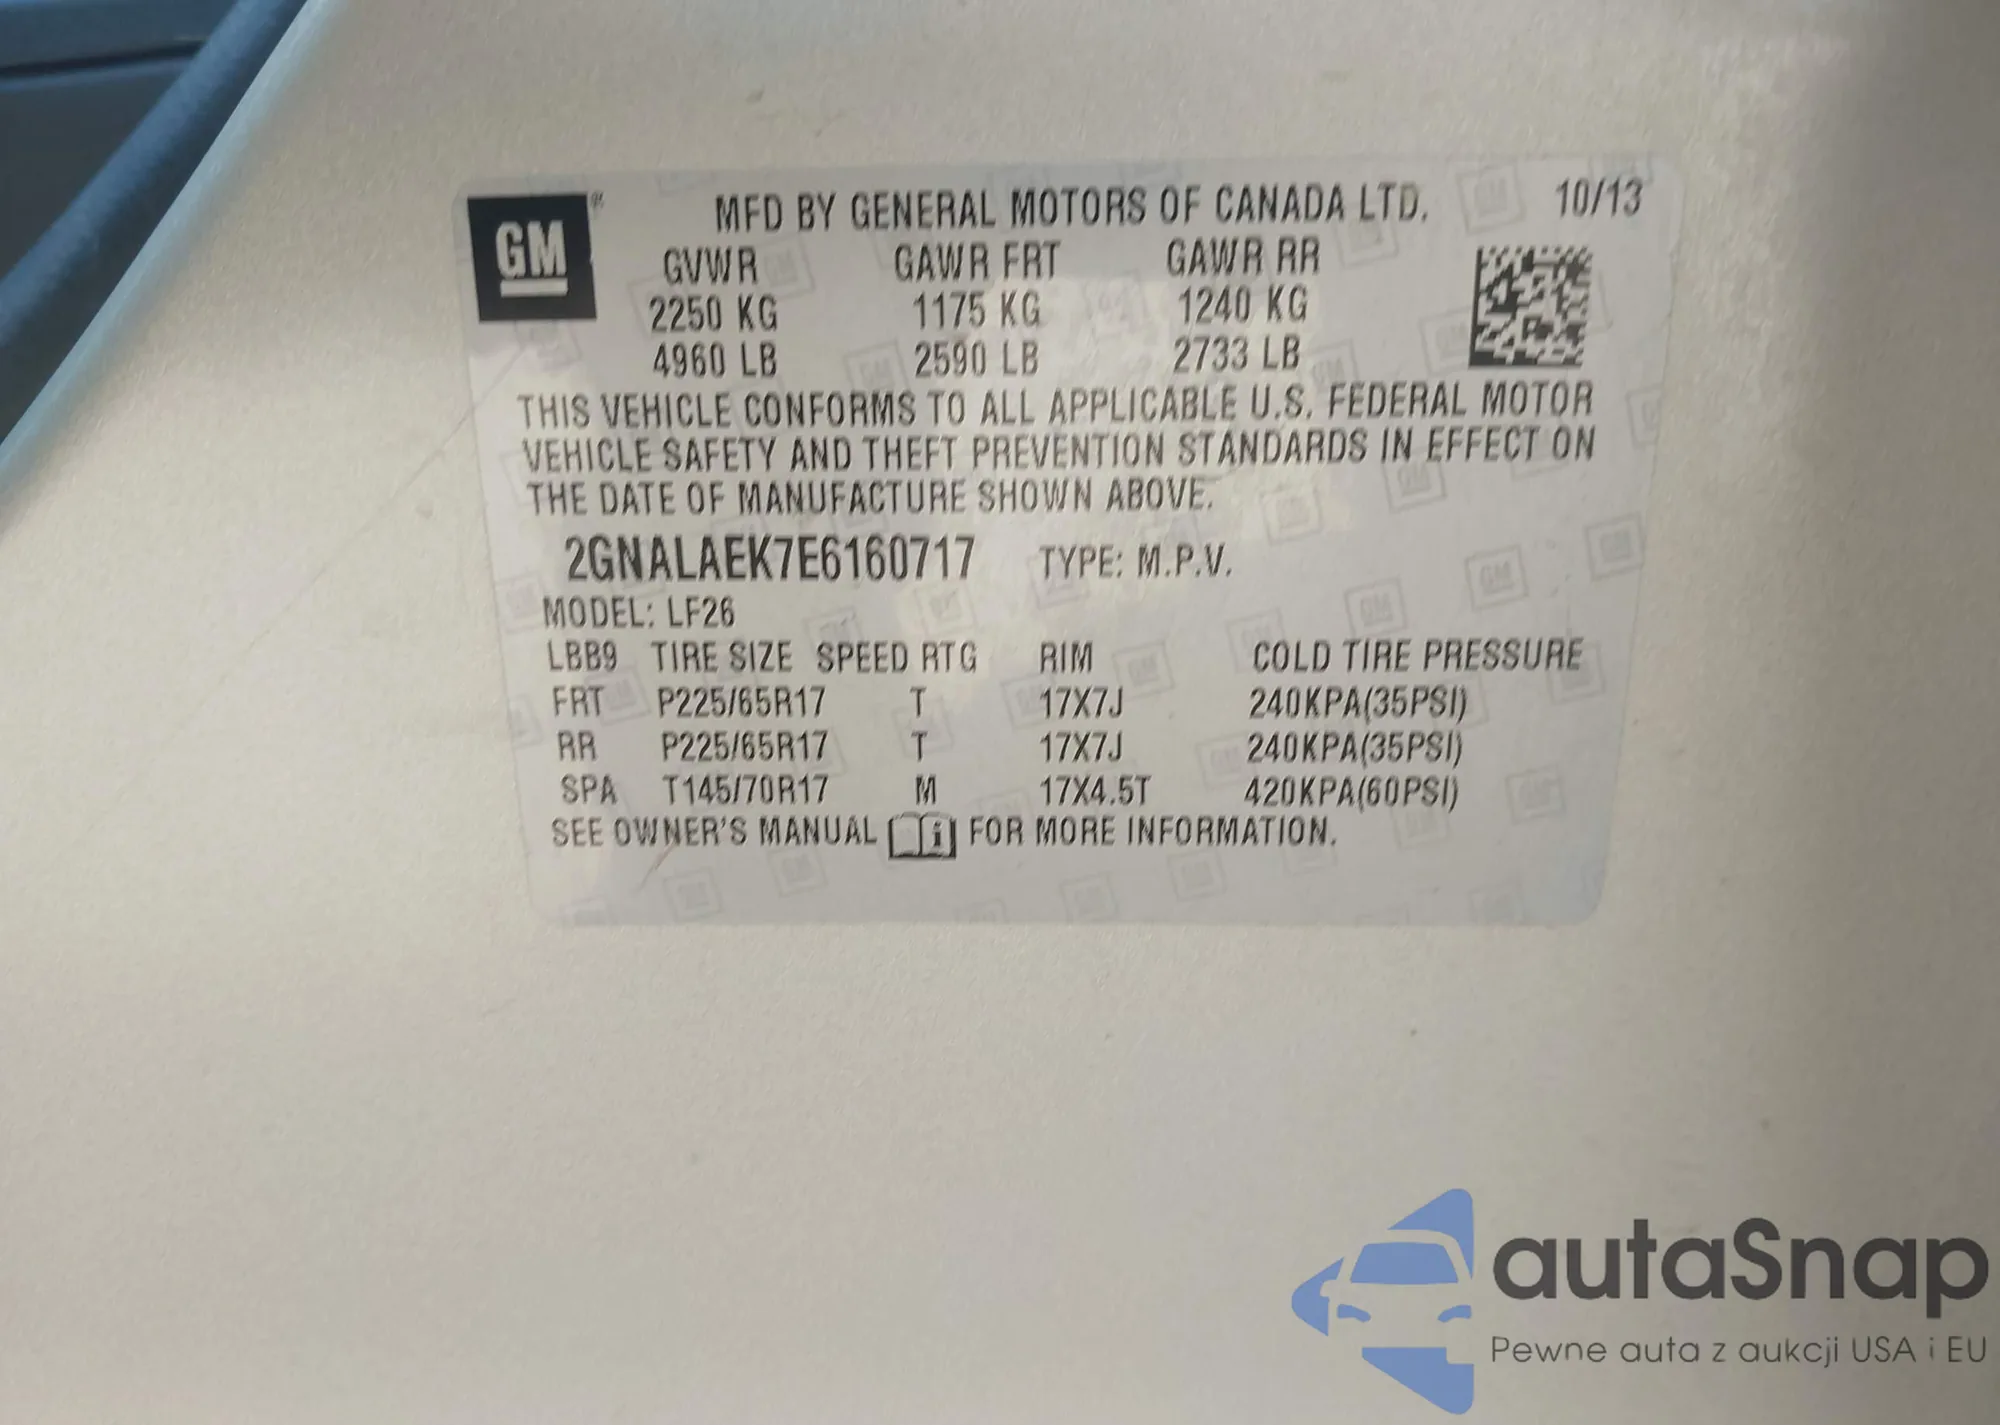 GM
MFD BY GENERAL MOTORS OF CANADA LTD. 10/13
GVWR GAWR FRT GAWR RR
2250 KG 1175 KG 1240 KG
4960 LB 2590 LB 2733 LB
THIS VEHICLE CONFORMS TO ALL APPLICABLE U.S. FEDERAL MOTOR
VEHICLE SAFETY AND THEFT PREVENTION STANDARDS IN EFFECT ON
THE DATE OF MANUFACTURE SHOWN ABOVE.
2GNALAEK7E6160717 TYPE: M.P.V.
MODEL: LF26
LBB9 TIRE SIZE SPEED RTG RIM COLD TIRE PRESSURE
FRT P225/65R17 T 17X7J 240KPA(35PSI)
RR P225/65R17 T 17X7J 240KPA(35PSI)
SPA T145/70R17 M 17X4.5T 420KPA(60PSI)
SEE OWNER'S MANUAL i FOR MORE INFORMATION.
autaSnap
Pewne auta z aukcji USA i EU